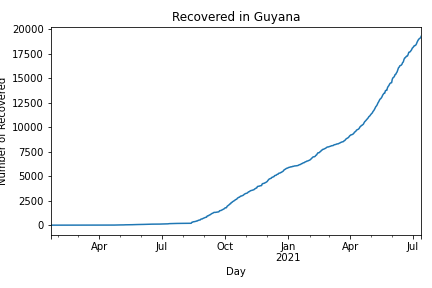 Recovered in Guyana
20000
17500
15000
12500
10000
7500
5000
2500
0
Number of Recovered
Apr
Jul
Oct
Jan
2021
Apr
Jul
Day